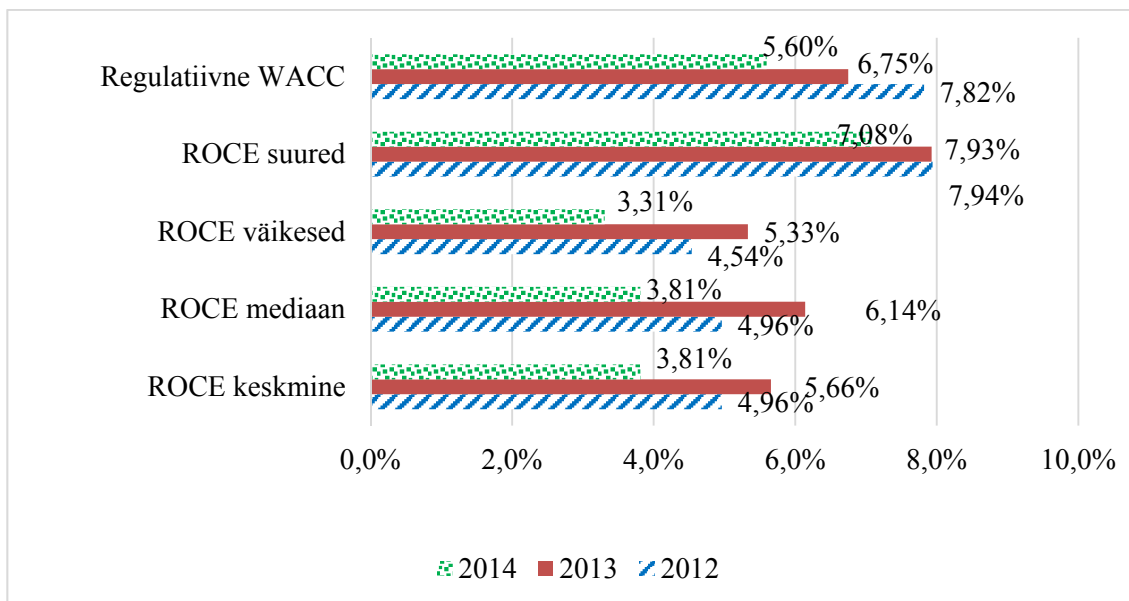 Regulatiivne WACC
5,60%
6,75%
7,82%
ROCE suured
7,08%
7,93%
7,94%
ROCE väikesed
3,31%
5,33%
4,54%
ROCE mediaan
3,81%
6,14%
4,96%
ROCE keskmine
3,81%
5,66%
4,96%
0,0% 2,0% 4,0% 6,0% 8,0% 10,0%
2014 2013 2012